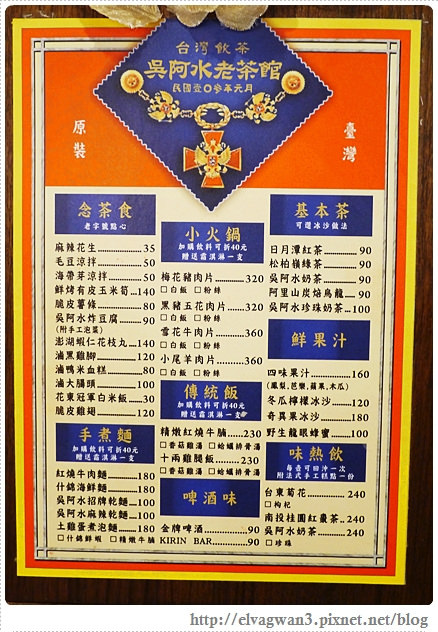 台灣飲茶
吳阿水老茶館
民國壹〇參年元月
原裝
臺灣
念茶食
老字號點心
麻辣花生 35
毛豆涼拌 50
海帶芽涼拌 50
鮮烤有皮玉米筍 140
脆皮薯條 80
吳阿水炸豆腐 90
(附手工泡菜)
澎湖蝦仁花枝丸 140
滷黑雞腳 120
滷鴨米血糕 80
滷大腸頭 100
花東冠軍白米飯 30
脆皮雞翅 120
手煮麵
加購飲料可折40元
贈送霜淇淋一支
紅燒牛肉麵 180
什錦海鮮麵 180
吳阿水招牌乾麵 100
吳阿水麻辣乾麵 100
土雞蛋煮泡麵 180
□什錦鮮蝦 □精燉牛腩
小火鍋
加購飲料可折40元
贈送霜淇淋一支
梅花豬肉片 320
□白飯 □粉絲
黑豬五花肉片 320
□白飯 □粉絲
雪花牛肉片 360
□白飯 □粉絲
小尾羊肉片 360
□白飯 □粉絲
傳統飯
加購飲料可折40元
送霜淇淋一支
精燉紅燒牛腩 230
□香菇雞湯 □蛤蠣排骨湯
十兩雞腿飯 230
□香菇雞湯 □蛤蠣排骨湯
啤酒味
金牌啤酒 90
KIRIN BAR 90
基本茶
可選冰沙做法
日月潭紅茶 90
松柏嶺綠茶 90
吳阿水奶茶 90
阿里山炭焙烏龍 90
吳阿水珍珠奶茶 100
鮮果汁
四味果汁 160
(鳳梨、芭樂、蘋果、木瓜)
冬瓜檸檬冰沙 120
奇異果冰沙 180
野生龍眼蜂蜜 100
味熱飲
每壺可回沖一次
附法式手工糕點一份
台東菊花 240
□枸杞
南投桂圓紅棗茶 240
吳阿水奶茶 240
□珍珠
http://elvagwan3.pixnet.net/blog